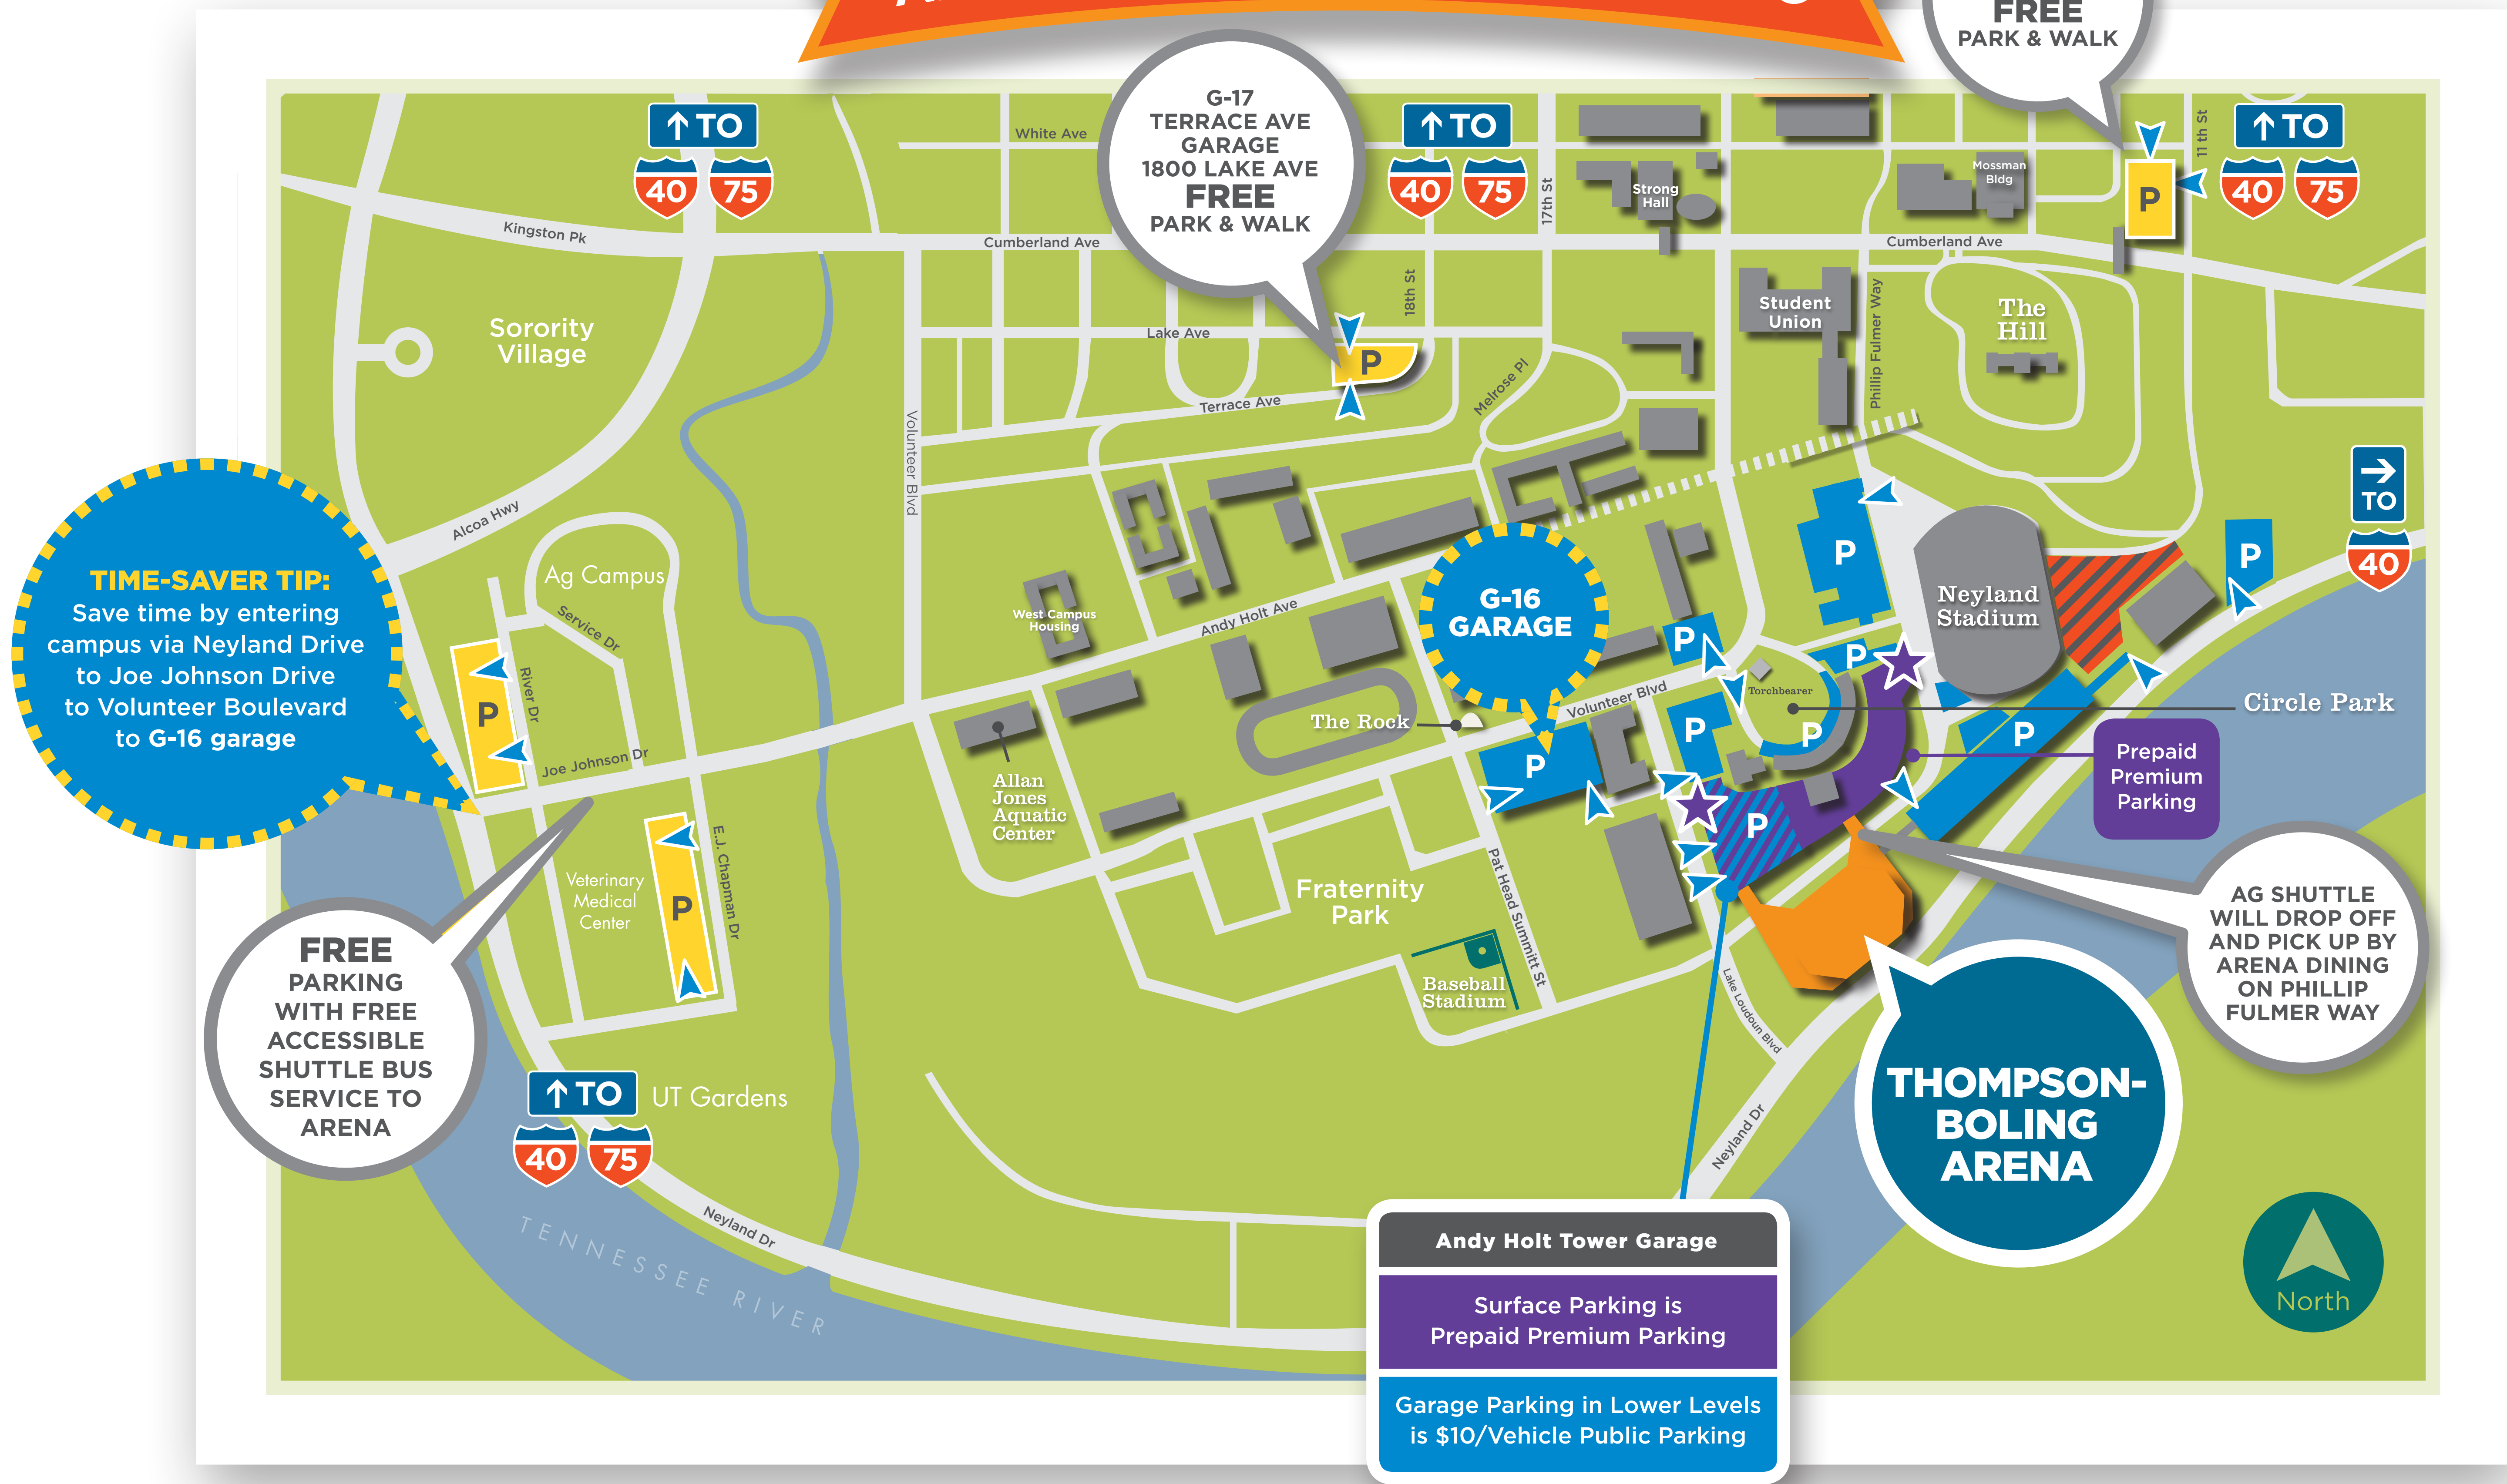 FREE
PARK & WALK
G-17
TERRACE AVE
GARAGE
1800 LAKE AVE
FREE
PARK & WALK
↑ TO
40 75
↑ TO
40 75
↑ TO
40 75
White Ave
17th St
Strong
Hall
Mossman
Bldg
P
11 th St
Kingston Pk
Cumberland Ave
Cumberland Ave
Sorority
Village
18th St
Lake Ave
P
Terrace Ave
Melrose Pl
Student
Union
Phillip Fulmer Way
The
Hill
Volunteer Blvd
Alcoa Hwy
→
TO
40
TIME-SAVER TIP:
Save time by entering
campus via Neyland Drive
to Joe Johnson Drive
to Volunteer Boulevard
to G-16 garage
Ag Campus
Service Dr
River Dr
P
Joe Johnson Dr
West Campus
Housing
Andy Holt Ave
G-16
GARAGE
P
P
Neyland
Stadium
P
P
P
Torchbearer
Circle Park
P
P
P
Prepaid
Premium
Parking
Volunteer Blvd
The Rock
P
P
Allan
Jones
Aquatic
Center
E.J. Chapman Dr
Veterinary
Medical
Center
P
Fraternity
Park
Pat Head Summitt St
Baseball
Stadium
Lake Loudoun Blvd
AG SHUTTLE
WILL DROP OFF
AND PICK UP BY
ARENA DINING
ON PHILLIP
FULMER WAY
FREE
PARKING
WITH FREE
ACCESSIBLE
SHUTTLE BUS
SERVICE TO
ARENA
THOMPSON-
BOLING
ARENA
↑ TO
40 75
UT Gardens
Neyland Dr
Neyland Dr
TENNESSEE RIVER
Andy Holt Tower Garage
Surface Parking is
Prepaid Premium Parking
Garage Parking in Lower Levels
is $10/Vehicle Public Parking
North